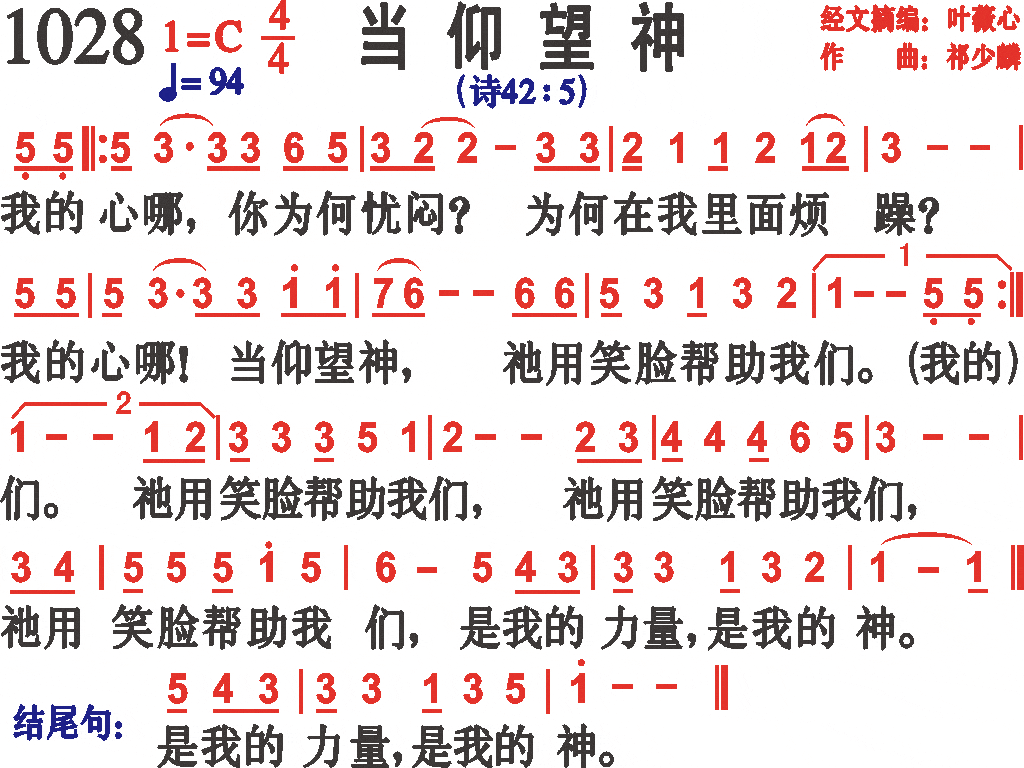 1028 1=C 4/4 当仰望神 经文摘编：叶薇心
♩=94 (诗42：5) 作 曲：祁少麟
5 5 ‖: 5 3· 3 3 6 5 | 3 2 2 - 3 3 | 2 1 1 2 1 2 | 3 - - |
我的 心哪，你为何忧闷？ 为何在我里面烦 躁？
1
5 5 | 5 3· 3 3 i i | 7 6 - - 6 6 | 5 3 1 3 2 | 1 - - 5 5 :‖
我的心哪！ 当仰望神， 祂用笑脸帮助我们。(我的)
2
1 - - 1 2 | 3 3 3 5 1 | 2 - - 2 3 | 4 4 4 6 5 | 3 - - |
们。 祂用笑脸帮助我们， 祂用笑脸帮助我们，
3 4 | 5 5 5 i 5 | 6 - 5 4 3 | 3 3 1 3 2 | 1 - 1 ‖
祂用 笑脸帮助我 们， 是我的 力量，是我的 神。
5 4 3 | 3 3 1 3 5 | i - - ‖
结尾句： 是我的 力量，是我的 神。